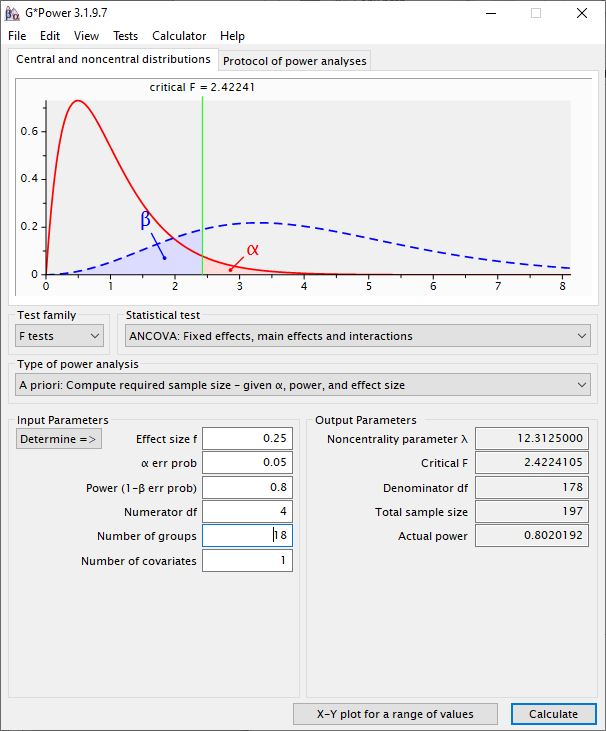 G*Power 3.1.9.7
File Edit View Tests Calculator Help
Central and noncentral distributions Protocol of power analyses
critical F = 2.42241
0.6
0.4
0.2
0
β
α
0 1 2 3 4 5 6 7 8
Test family Statistical test
F tests ANCOVA: Fixed effects, main effects and interactions
Type of power analysis
A priori: Compute required sample size - given α, power, and effect size
Input Parameters Output Parameters
Determine => Effect size f 0.25 Noncentrality parameter λ 12.3125000
α err prob 0.05 Critical F 2.4224105
Power (1-β err prob) 0.8 Denominator df 178
Numerator df 4 Total sample size 197
Number of groups 18 Actual power 0.8020192
Number of covariates 1
X-Y plot for a range of values Calculate